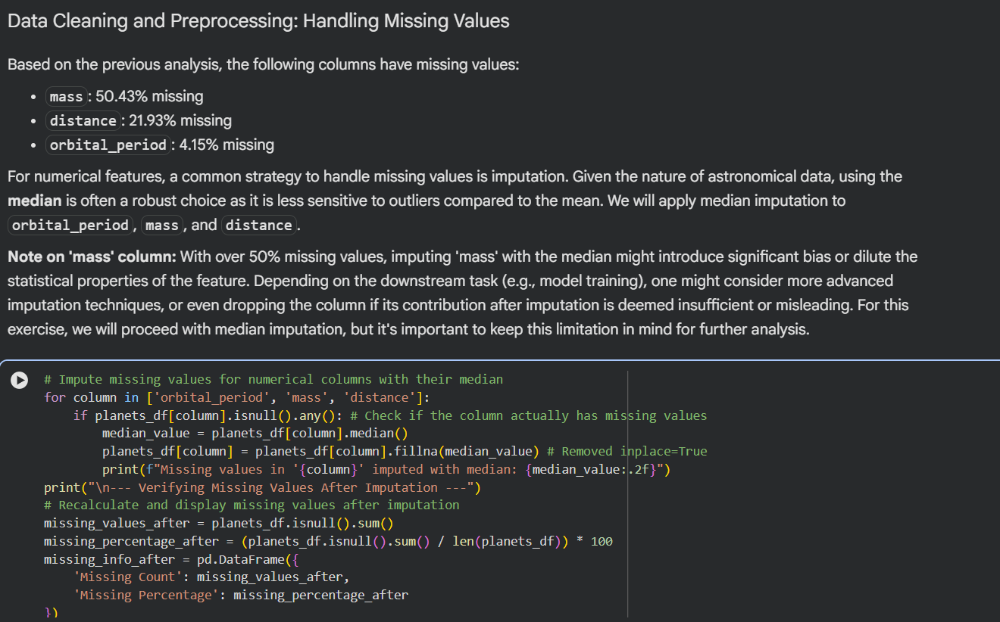 Data Cleaning and Preprocessing: Handling Missing Values
Based on the previous analysis, the following columns have missing values:
• mass: 50.43% missing
• distance: 21.93% missing
• orbital_period: 4.15% missing
For numerical features, a common strategy to handle missing values is imputation. Given the nature of astronomical data, using the
median is often a robust choice as it is less sensitive to outliers compared to the mean. We will apply median imputation to
orbital_period, mass, and distance.
Note on 'mass' column: With over 50% missing values, imputing 'mass' with the median might introduce significant bias or dilute the
statistical properties of the feature. Depending on the downstream task (e.g., model training), one might consider more advanced
imputation techniques, or even dropping the column if its contribution after imputation is deemed insufficient or misleading. For this
exercise, we will proceed with median imputation, but it's important to keep this limitation in mind for further analysis.
# Impute missing values for numerical columns with their median
for column in ['orbital_period', 'mass', 'distance']:
    if planets_df[column].isnull().any(): # Check if the column actually has missing values
        median_value = planets_df[column].median()
        planets_df[column] = planets_df[column].fillna(median_value) # Removed inplace=True
        print(f"Missing values in '{column}' imputed with median: {median_value:.2f}")
print("\n--- Verifying Missing Values After Imputation ---")
# Recalculate and display missing values after imputation
missing_values_after = planets_df.isnull().sum()
missing_percentage_after = (planets_df.isnull().sum() / len(planets_df)) * 100
missing_info_after = pd.DataFrame({
    'Missing Count': missing_values_after,
    'Missing Percentage': missing_percentage_after
})